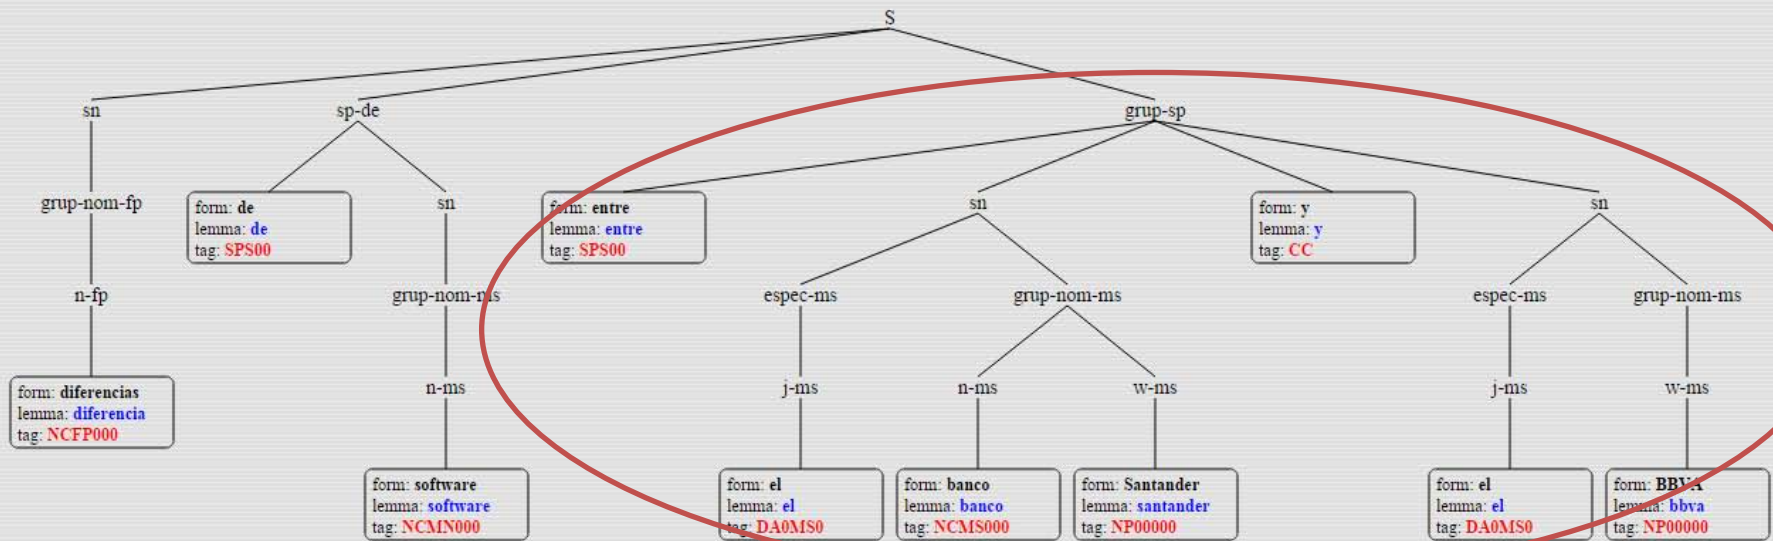 S
sn
sp-de
grup-sp
grup-nom-fp
form: de
lemma: de
tag: SPS00
sn
form: entre
lemma: entre
tag: SPS00
sn
form: y
lemma: y
tag: CC
sn
n-fp
grup-nom-ms
espec-ms
grup-nom-ms
espec-ms
grup-nom-ms
form: diferencias
lemma: diferencia
tag: NCFP000
n-ms
j-ms
n-ms
w-ms
j-ms
w-ms
form: software
lemma: software
tag: NCMN000
form: el
lemma: el
tag: DA0MS0
form: banco
lemma: banco
tag: NCMS000
form: Santander
lemma: santander
tag: NP00000
form: el
lemma: el
tag: DA0MS0
form: BBVA
lemma: bbva
tag: NP00000